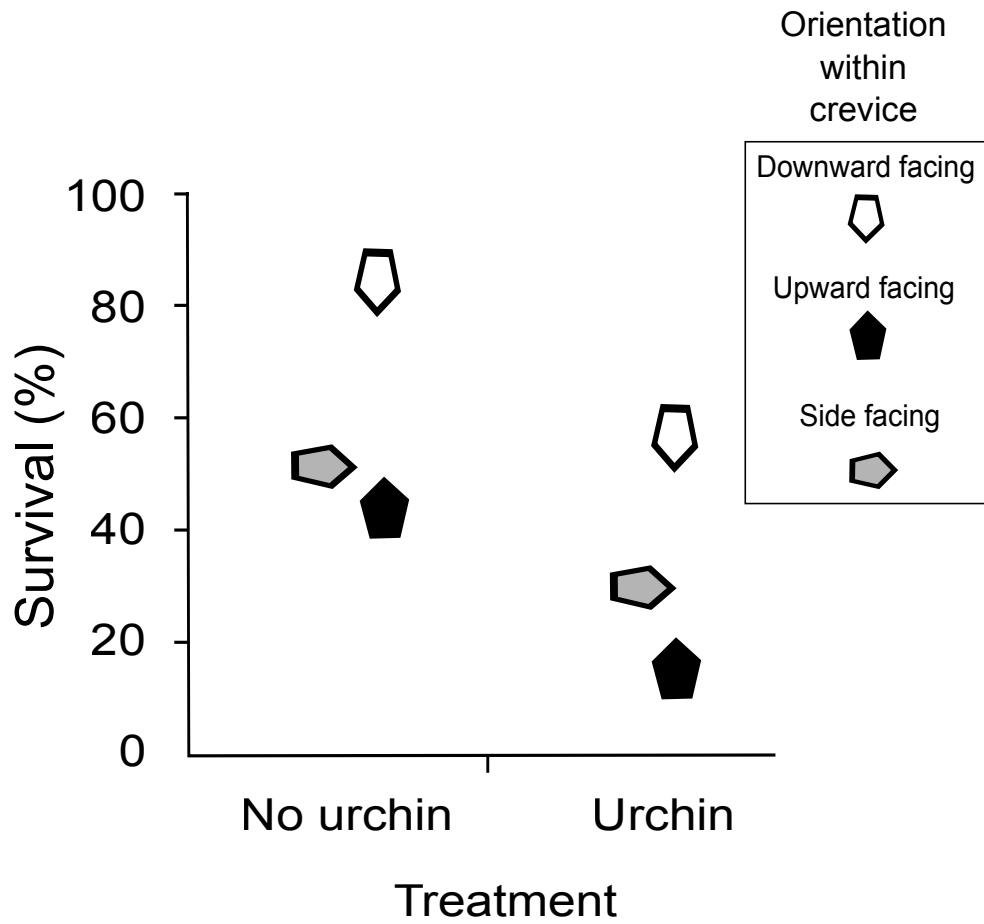 Orientation
within
crevice
Downward facing
Upward facing
Side facing
100
80
60
40
20
0
Survival (%)
No urchin
Urchin
Treatment